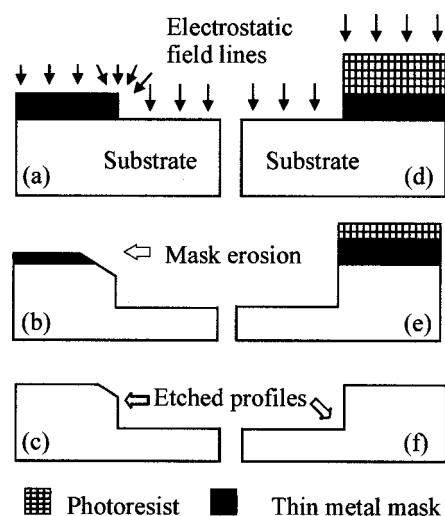 Electrostatic
field lines
Substrate
Substrate
(a)
(d)
Mask erosion
(b)
(e)
Etched profiles
(c)
(f)
Photoresist
Thin metal mask